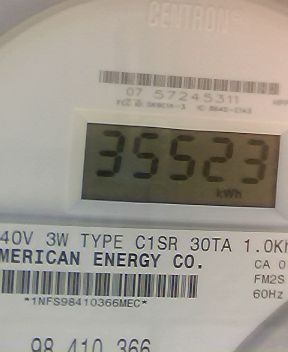 CENTRON®
07 57245311
35523
kWh
40V 3W TYPE C1SR 30TA 1.0Kh
MERICAN ENERGY CO.
CA 0
FM2S
60Hz
*1NFS98410366MEC*
98 410 366